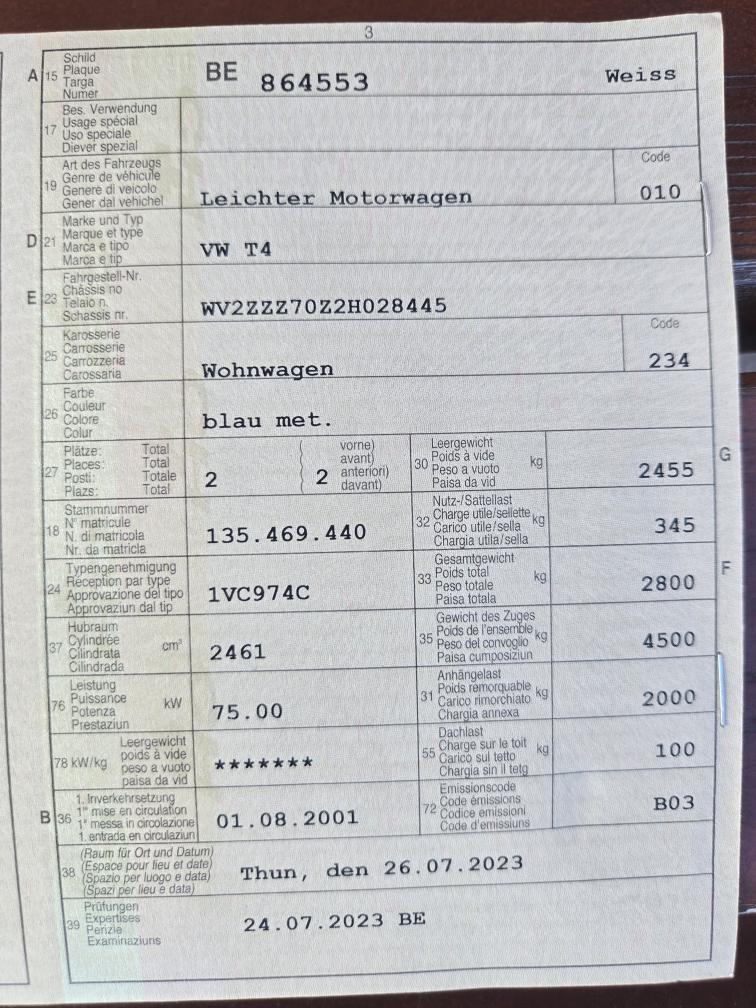 3
A 15 Schild
Plaque
Targa
Numer
BE 864553 Weiss
17 Bes. Verwendung
Usage spécial
Uso speciale
Diever spezial
19 Art des Fahrzeugs
Genre de véhicule
Genere di veicolo
Gener dal vehichel
Leichter Motorwagen
Code
010
D 21 Marke und Typ
Marque et type
Marca e tipo
Marca e tip
VW T4
E 23 Fahrgestell-Nr.
Châssis no
Telaio n.
Schassis nr.
WV2ZZZ70Z2H028445
25 Karosserie
Carrosserie
Carrozzeria
Carossaria
Wohnwagen
Code
234
26 Farbe
Couleur
Colore
Colur
blau met.
27 Plätze: Total
Places: Total
Posti: Totale
Plazs: Total
2
( vorne)
avant)
anteriori)
( davant)
2
30 Leergewicht
Poids à vide
Peso a vuoto
Paisa da vid
kg
2455
G
18 Stammnummer
N° matricule
N. di matricola
Nr. da matricla
135.469.440
32 Nutz-/Sattellast
Charge utile/sellette
Carico utile/sella
Chargia utila/sella
kg
345
24 Typengenehmigung
Réception par type
Approvazione del tipo
Approvaziun dal tip
1VC974C
33 Gesamtgewicht
Poids total
Peso totale
Paisa totala
kg
2800
F
37 Hubraum
Cylindrée
Cilindrata
Cilindrada
cm³
2461
35 Gewicht des Zuges
Poids de l'ensemble
Peso del convoglio
Paisa cumposiziun
kg
4500
76 Leistung
Puissance
Potenza
Prestaziun
kW
75.00
31 Anhängelast
Poids remorquable
Carico rimorchiato
Chargia annexa
kg
2000
78 kW/kg
Leergewicht
poids à vide
peso a vuoto
paisa da vid
*******
55 Dachlast
Charge sur le toit
Carico sul tetto
Chargia sin il tetg
kg
100
B 36 1. Inverkehrsetzung
1re mise en circulation
1a messa in circolazione
1. entrada en circulaziun
01.08.2001
72 Emissionscode
Code émissions
Codice emissioni
Code d'emissiuns
B03
38 (Raum für Ort und Datum)
(Espace pour lieu et date)
(Spazio per luogo e data)
(Spazi per lieu e data)
Thun, den 26.07.2023
39 Prüfungen
Expertises
Perizie
Examinaziuns
24.07.2023 BE